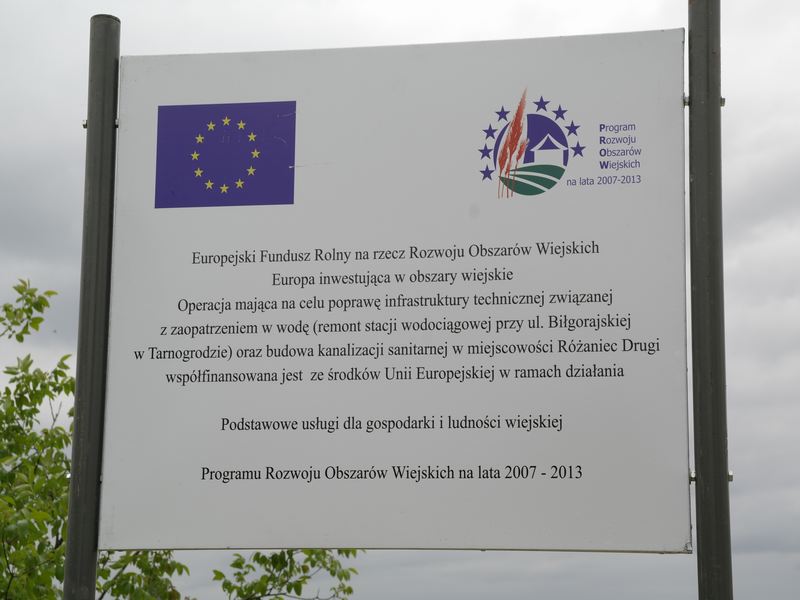 Program
Rozwoju
Obszarów
Wiejskich
na lata 2007-2013
Europejski Fundusz Rolny na rzecz Rozwoju Obszarów Wiejskich
Europa inwestująca w obszary wiejskie
Operacja mająca na celu poprawę infrastruktury technicznej związanej
z zaopatrzeniem w wodę (remont stacji wodociągowej przy ul. Biłgorajskiej
w Tarnogrodzie) oraz budowa kanalizacji sanitarnej w miejscowości Różaniec Drugi
współfinansowana jest ze środków Unii Europejskiej w ramach działania
Podstawowe usługi dla gospodarki i ludności wiejskiej
Programu Rozwoju Obszarów Wiejskich na lata 2007 - 2013